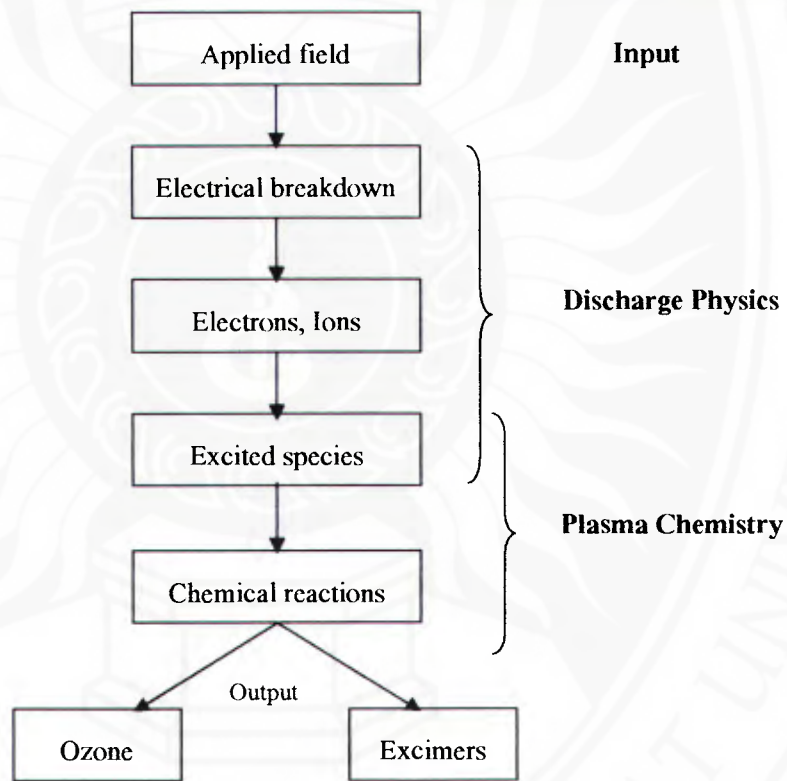 Applied field
Input
Electrical breakdown
Electrons, Ions
Discharge Physics
Excited species
Plasma Chemistry
Chemical reactions
Output
Ozone
Excimers